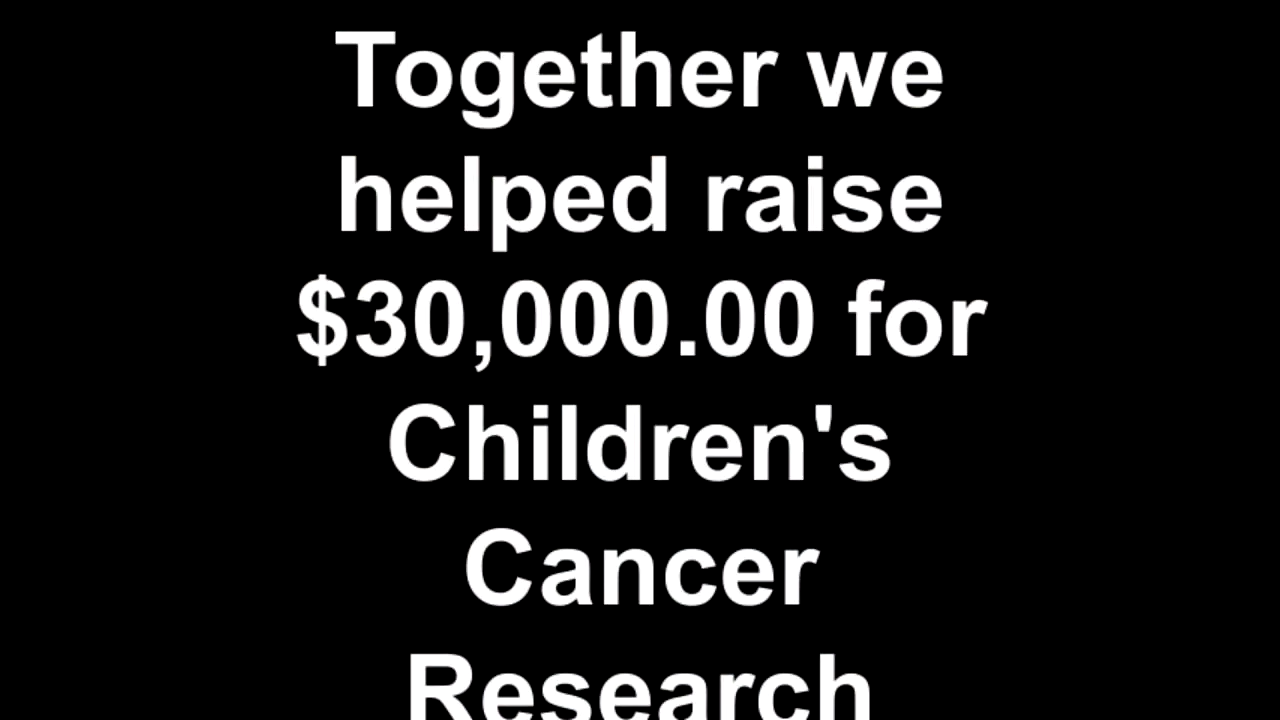 Together we
helped raise
$30,000.00 for
Children's
Cancer
Research